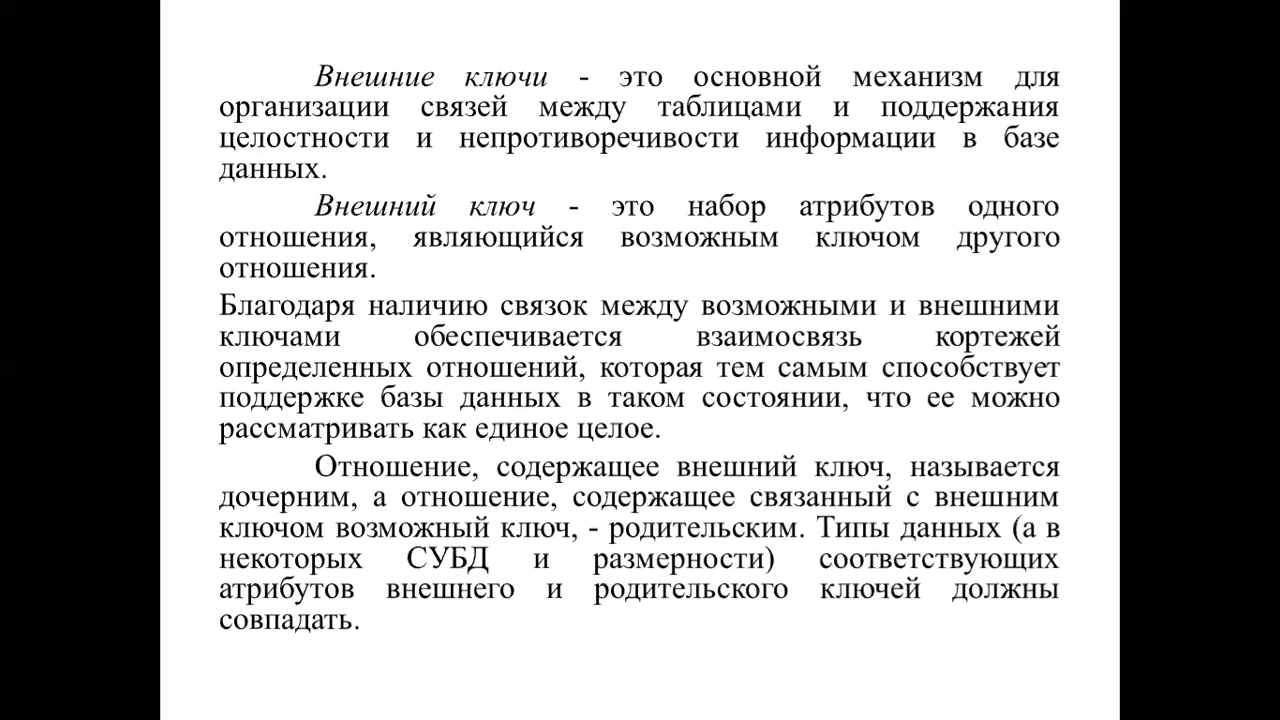 Внешние ключи - это основной механизм для
организации связей между таблицами и поддержания
целостности и непротиворечивости информации в базе
данных.
Внешний ключ - это набор атрибутов одного
отношения, являющийся возможным ключом другого
отношения.
Благодаря наличию связок между возможными и внешними
ключами обеспечивается взаимосвязь кортежей
определенных отношений, которая тем самым способствует
поддержке базы данных в таком состоянии, что ее можно
рассматривать как единое целое.
Отношение, содержащее внешний ключ, называется
дочерним, а отношение, содержащее связанный с внешним
ключом возможный ключ, - родительским. Типы данных (а в
некоторых СУБД и размерности) соответствующих
атрибутов внешнего и родительского ключей должны
совпадать.